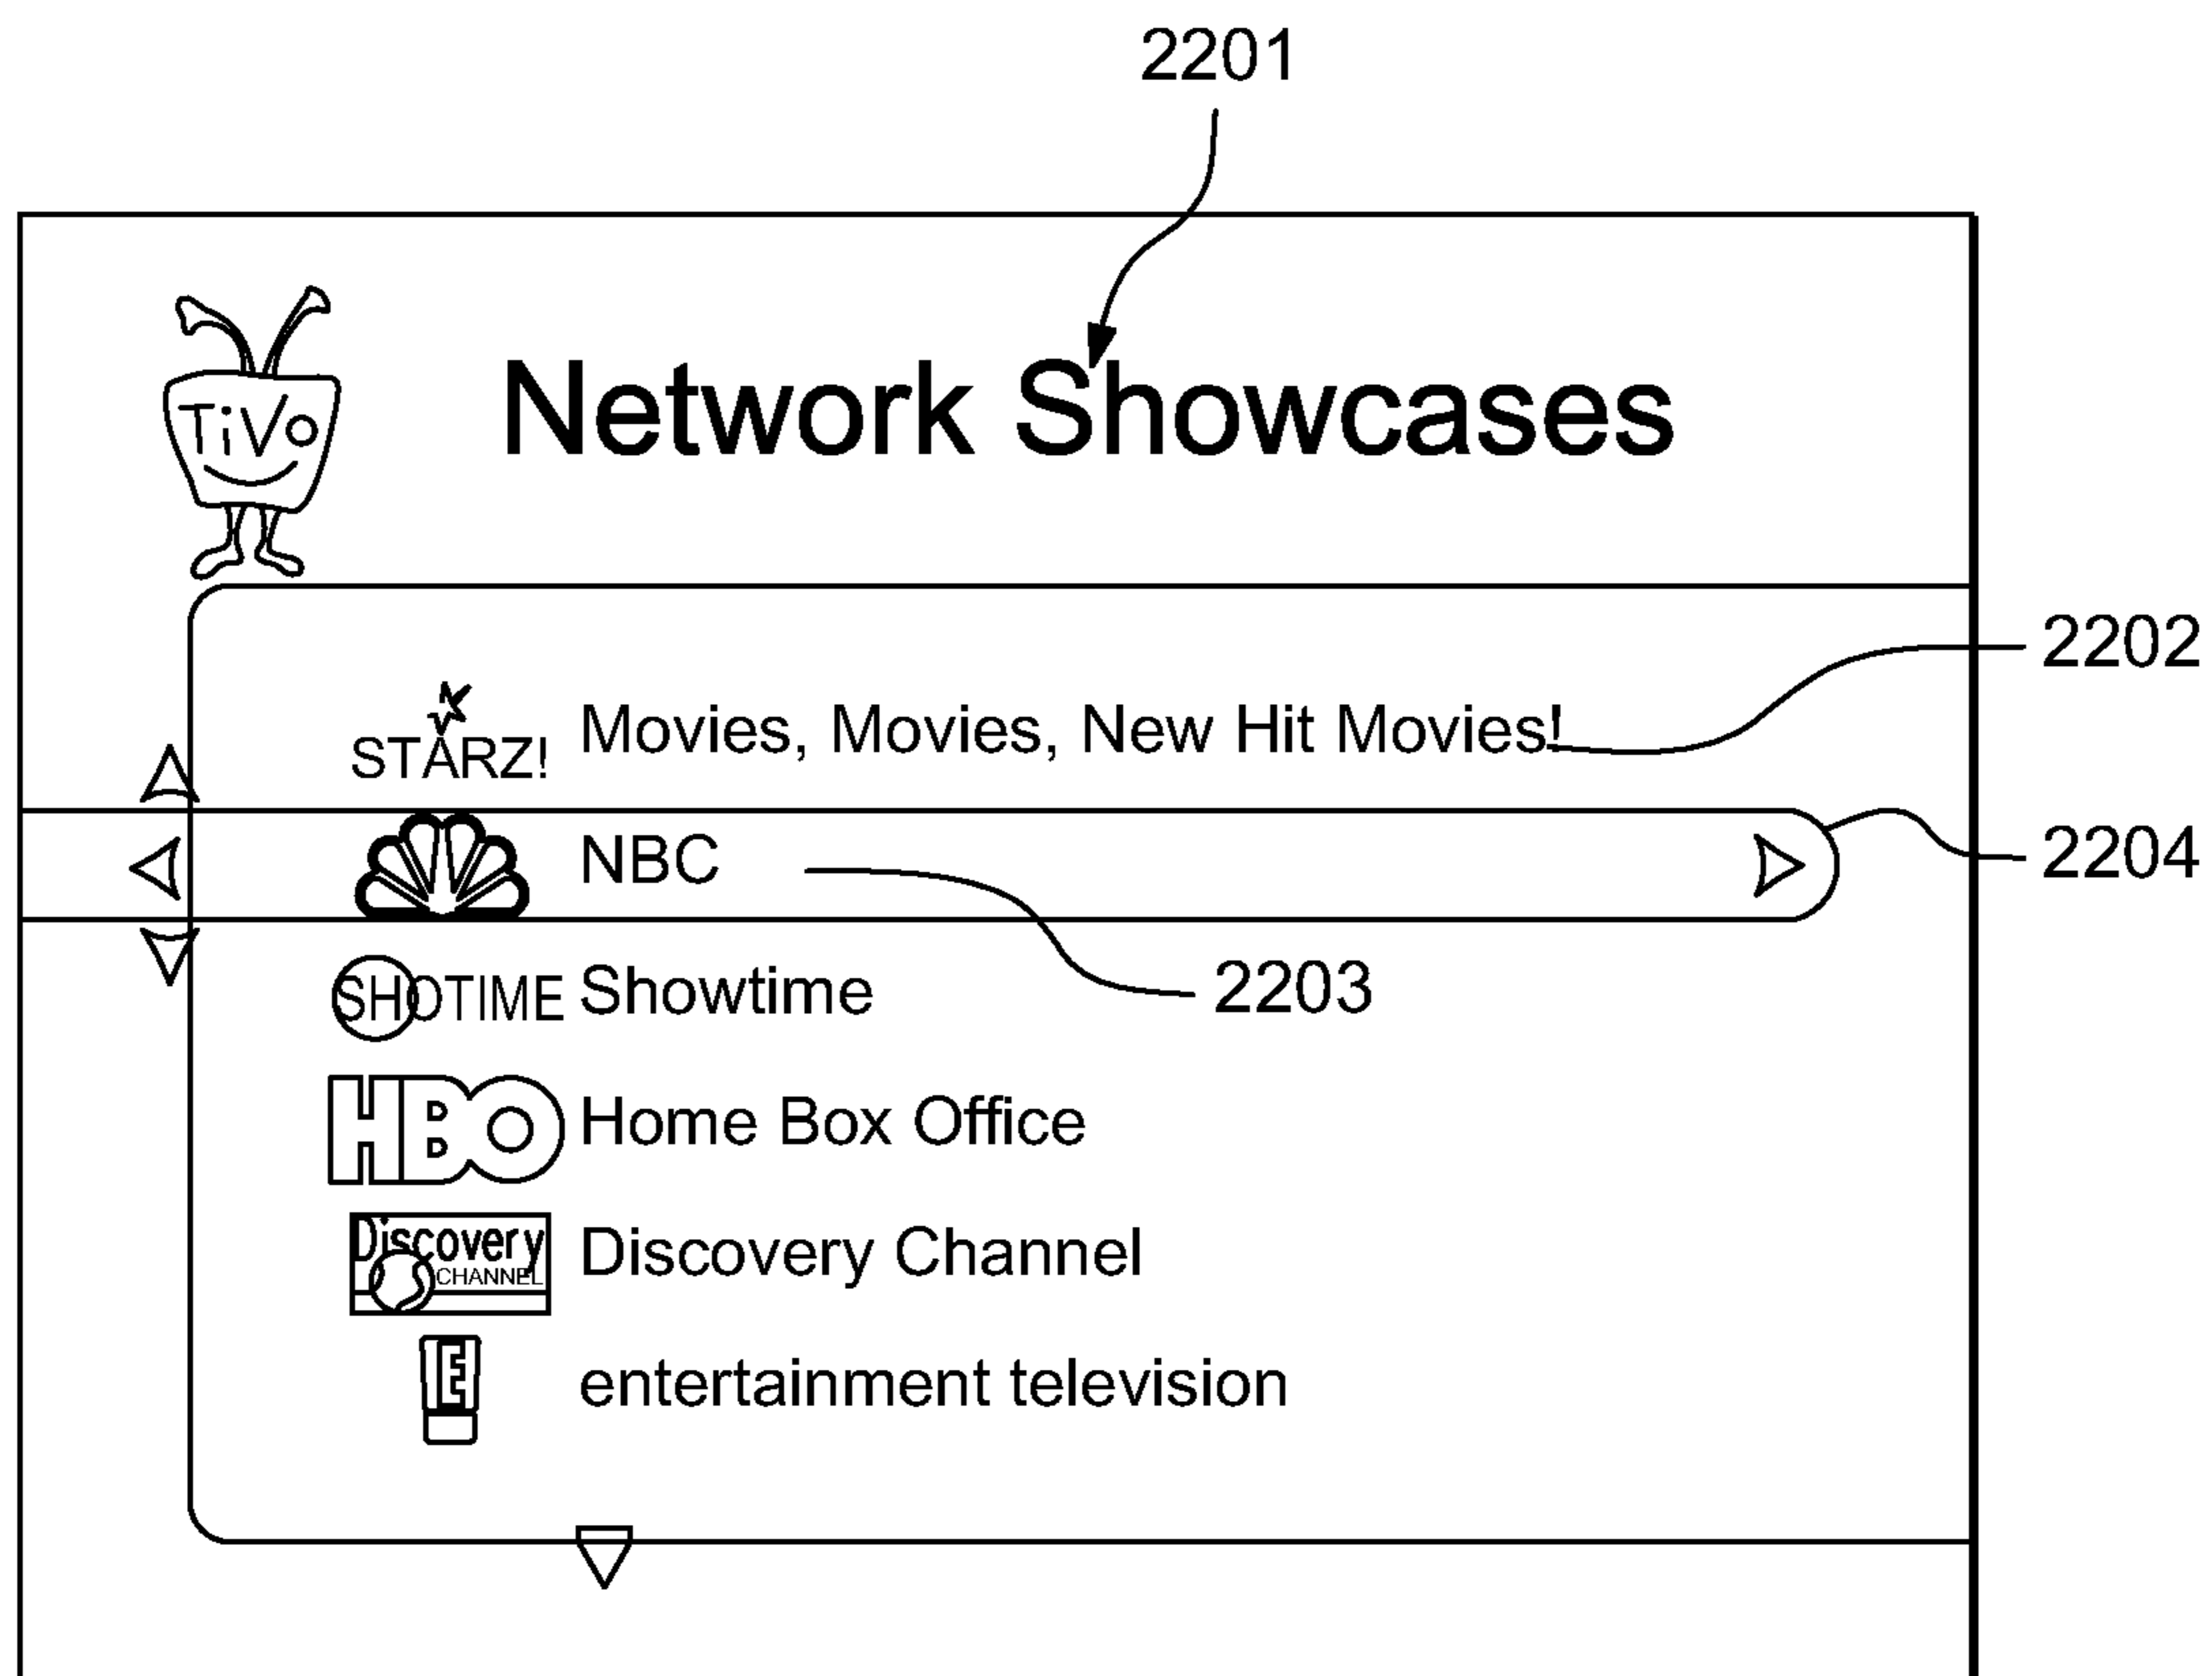 2201
TiVo
Network Showcases
2202
STARZ! Movies, Movies, New Hit Movies!
NBC
2204
SHOTIME Showtime
2203
HBO Home Box Office
Discovery CHANNEL Discovery Channel
E entertainment television